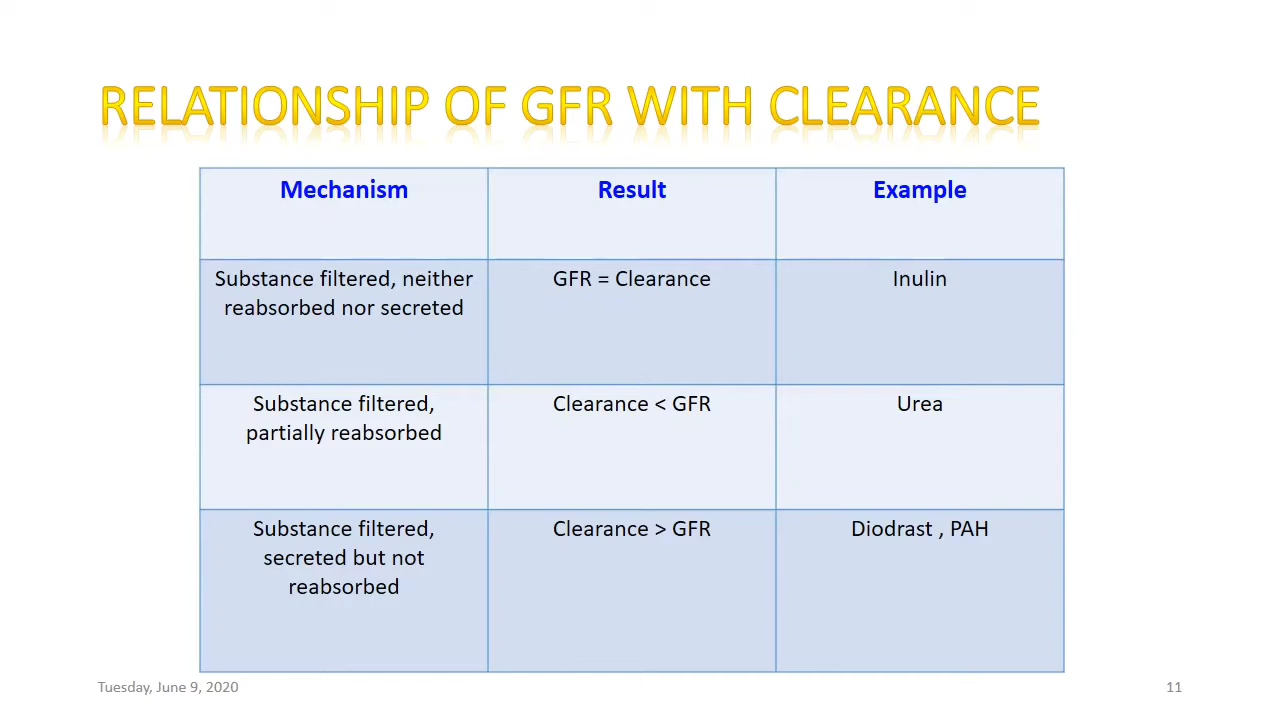 RELATIONSHIP OF GFR WITH CLEARANCE
Mechanism
Result
Example
Substance filtered, neither
reabsorbed nor secreted
GFR = Clearance
Inulin
Substance filtered,
partially reabsorbed
Clearance < GFR
Urea
Substance filtered,
secreted but not
reabsorbed
Clearance > GFR
Diodrast , PAH
Tuesday, June 9, 2020
11